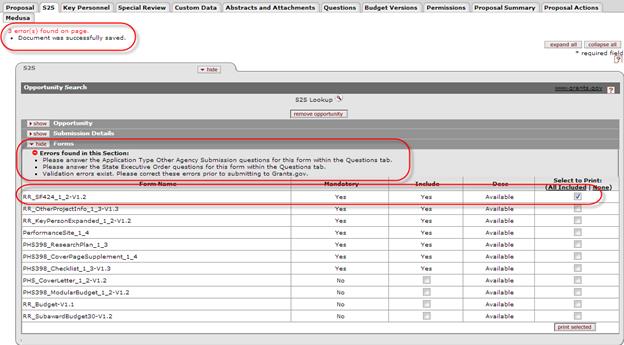 Proposal S2S Key Personnel Special Review Custom Data Abstracts and Attachments Questions Budget Versions Permissions Proposal Summary Proposal Actions
Medusa
3 error(s) found on page.
• Document was successfully saved.
expand all collapse all
* required field
?
S2S ▼ hide
Opportunity Search www.grants.gov ?
S2S Lookup
remove opportunity
▶ show Opportunity
▶ show Submission Details
▼ hide Forms
Errors found in this Section:
• Please answer the Application Type Other Agency Submission questions for this form within the Questions tab.
• Please answer the State Executive Order questions for this form within the Questions tab.
• Validation errors exist. Please correct these errors prior to submitting to Grants.gov.
Form Name Mandatory Include Desc Select to Print:
(All Included | None)
RR_SF424_1_2-V1.2 Yes Yes Available
RR_OtherProjectInfo_1_3-V1.3 Yes Yes Available
RR_KeyPersonExpanded_1_2-V1.2 Yes Yes Available
PerformanceSite_1_4 Yes Yes Available
PHS398_ResearchPlan_1_3 Yes Yes Available
PHS398_CoverPageSupplement_1_4 Yes Yes Available
PHS398_Checklist_1_3-V1.3 Yes Yes Available
PHS_CoverLetter_1_2-V1.2 No Available
PHS398_ModularBudget_1_2-V1.2 No Available
RR_Budget-V1.1 No Available
RR_SubawardBudget30-V1.2 No Available
print selected